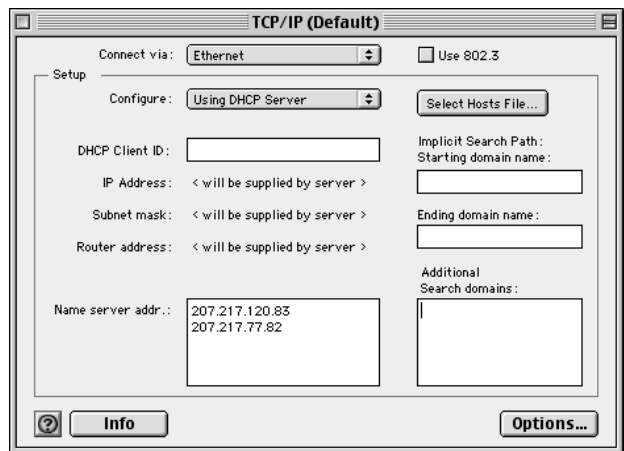 TCP/IP (Default)
Connect via: Ethernet
Use 802.3
Setup
Configure: Using DHCP Server
Select Hosts File...
DHCP Client ID:
Implicit Search Path:
Starting domain name:
IP Address: < will be supplied by server >
Subnet mask: < will be supplied by server >
Ending domain name:
Router address: < will be supplied by server >
Additional
Search domains:
Name server addr.: 207.217.120.83
207.217.77.82
?
Info
Options...